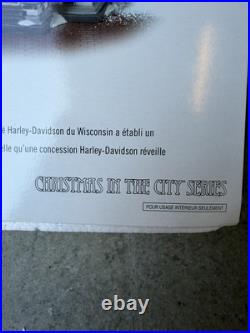 Harley-Davidson du Wisconsin a établi un
elle qu'une concession Harley-Davidson réveille
CHRISTMAS IN THE CITY SERIES
POUR USAGE INTÉRIEUR SEULEMENT